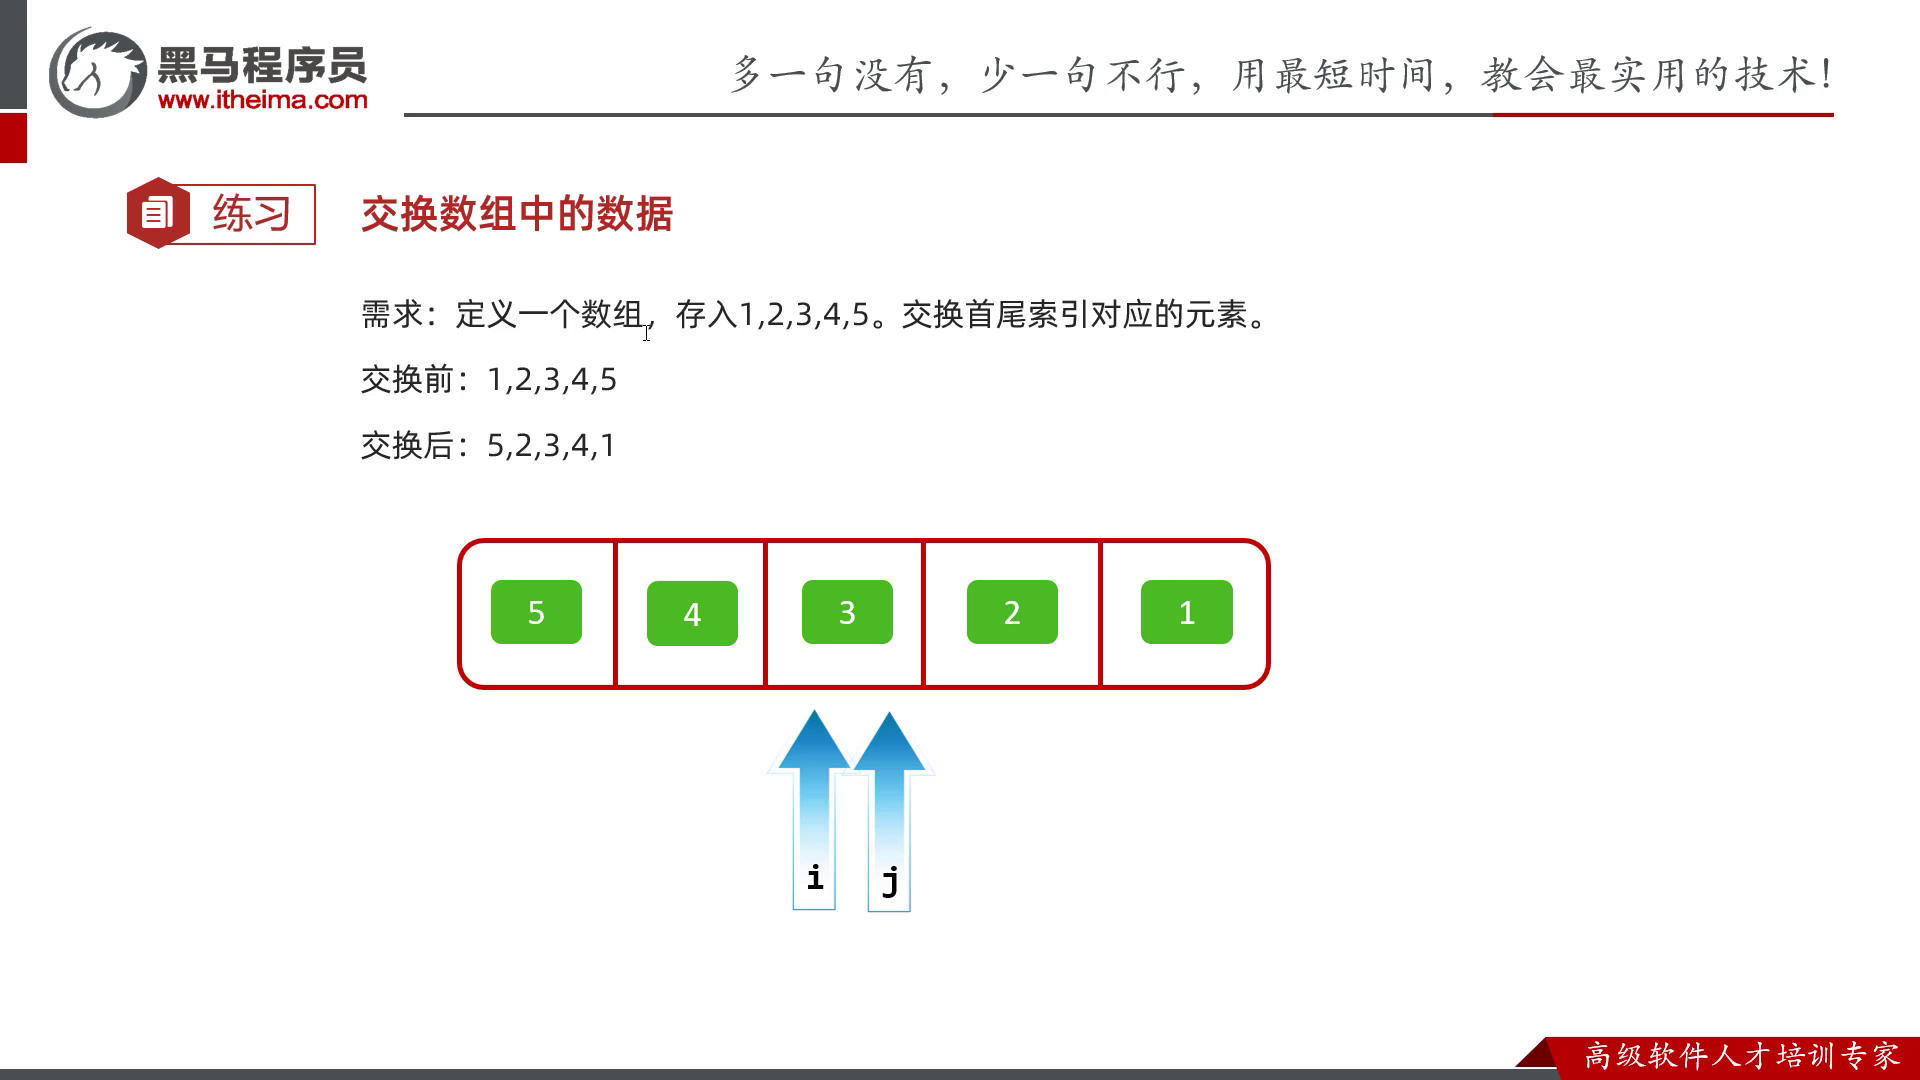 黑马程序员
www.itheima.com
多一句没有，少一句不行，用最短时间，教会最实用的技术！
练习
交换数组中的数据
需求：定义一个数组，存入1,2,3,4,5。交换首尾索引对应的元素。
交换前：1,2,3,4,5
交换后：5,2,3,4,1
5 4 3 2 1
i j
高级软件人才培训专家